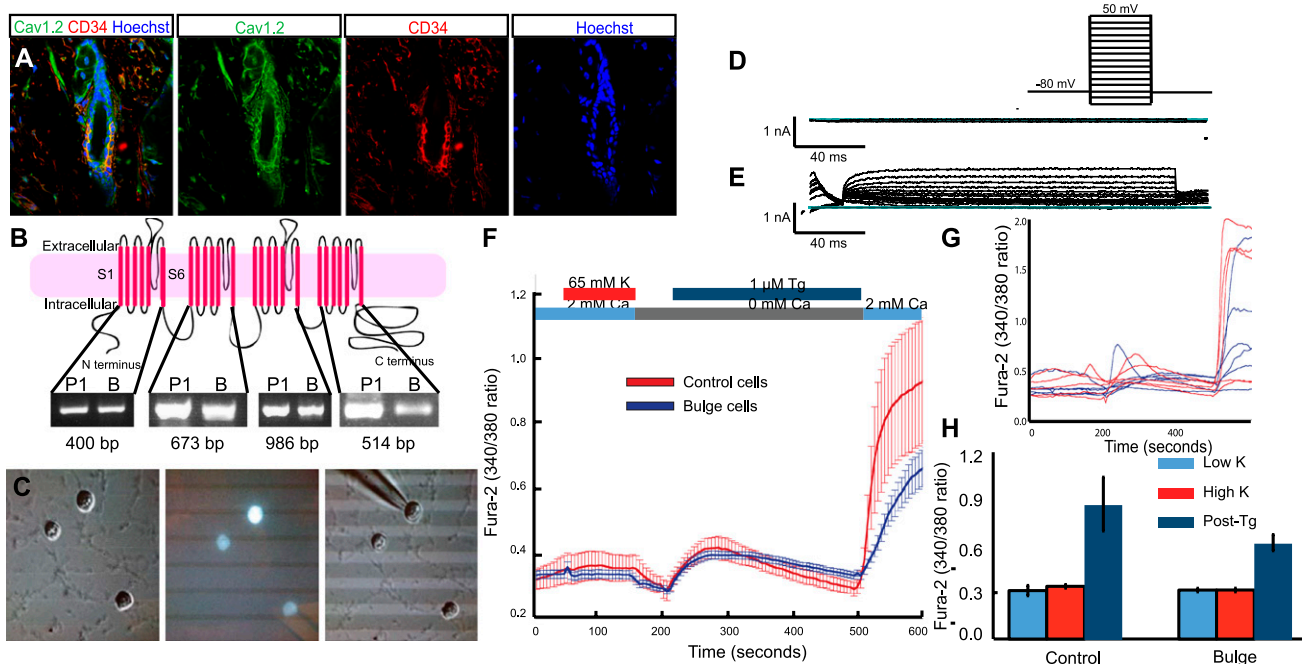 Cav1.2 CD34 Hoechst
Cav1.2
CD34
Hoechst
A
B
Extracellular
S1
S6
Intracellular
N terminus
C terminus
P1 B
P1 B
P1 B
P1 B
400 bp
673 bp
986 bp
514 bp
C
D
50 mV
-80 mV
1 nA
40 ms
E
1 nA
40 ms
F
65 mM K
1 µM Tg
2 mM Ca
0 mM Ca
2 mM Ca
Control cells
Bulge cells
Fura-2 (340/380 ratio)
1.2
1.0
0.8
0.6
0.4
0.2
0
100
200
300
400
500
600
Time (seconds)
G
Fura-2 (340/380 ratio)
2.0
1.5
1.0
0.5
0.0
0
200
400
Time (seconds)
H
Fura-2 (340/380 ratio)
1.2
0.9
0.6
0.3
0.0
Low K
High K
Post-Tg
Control
Bulge